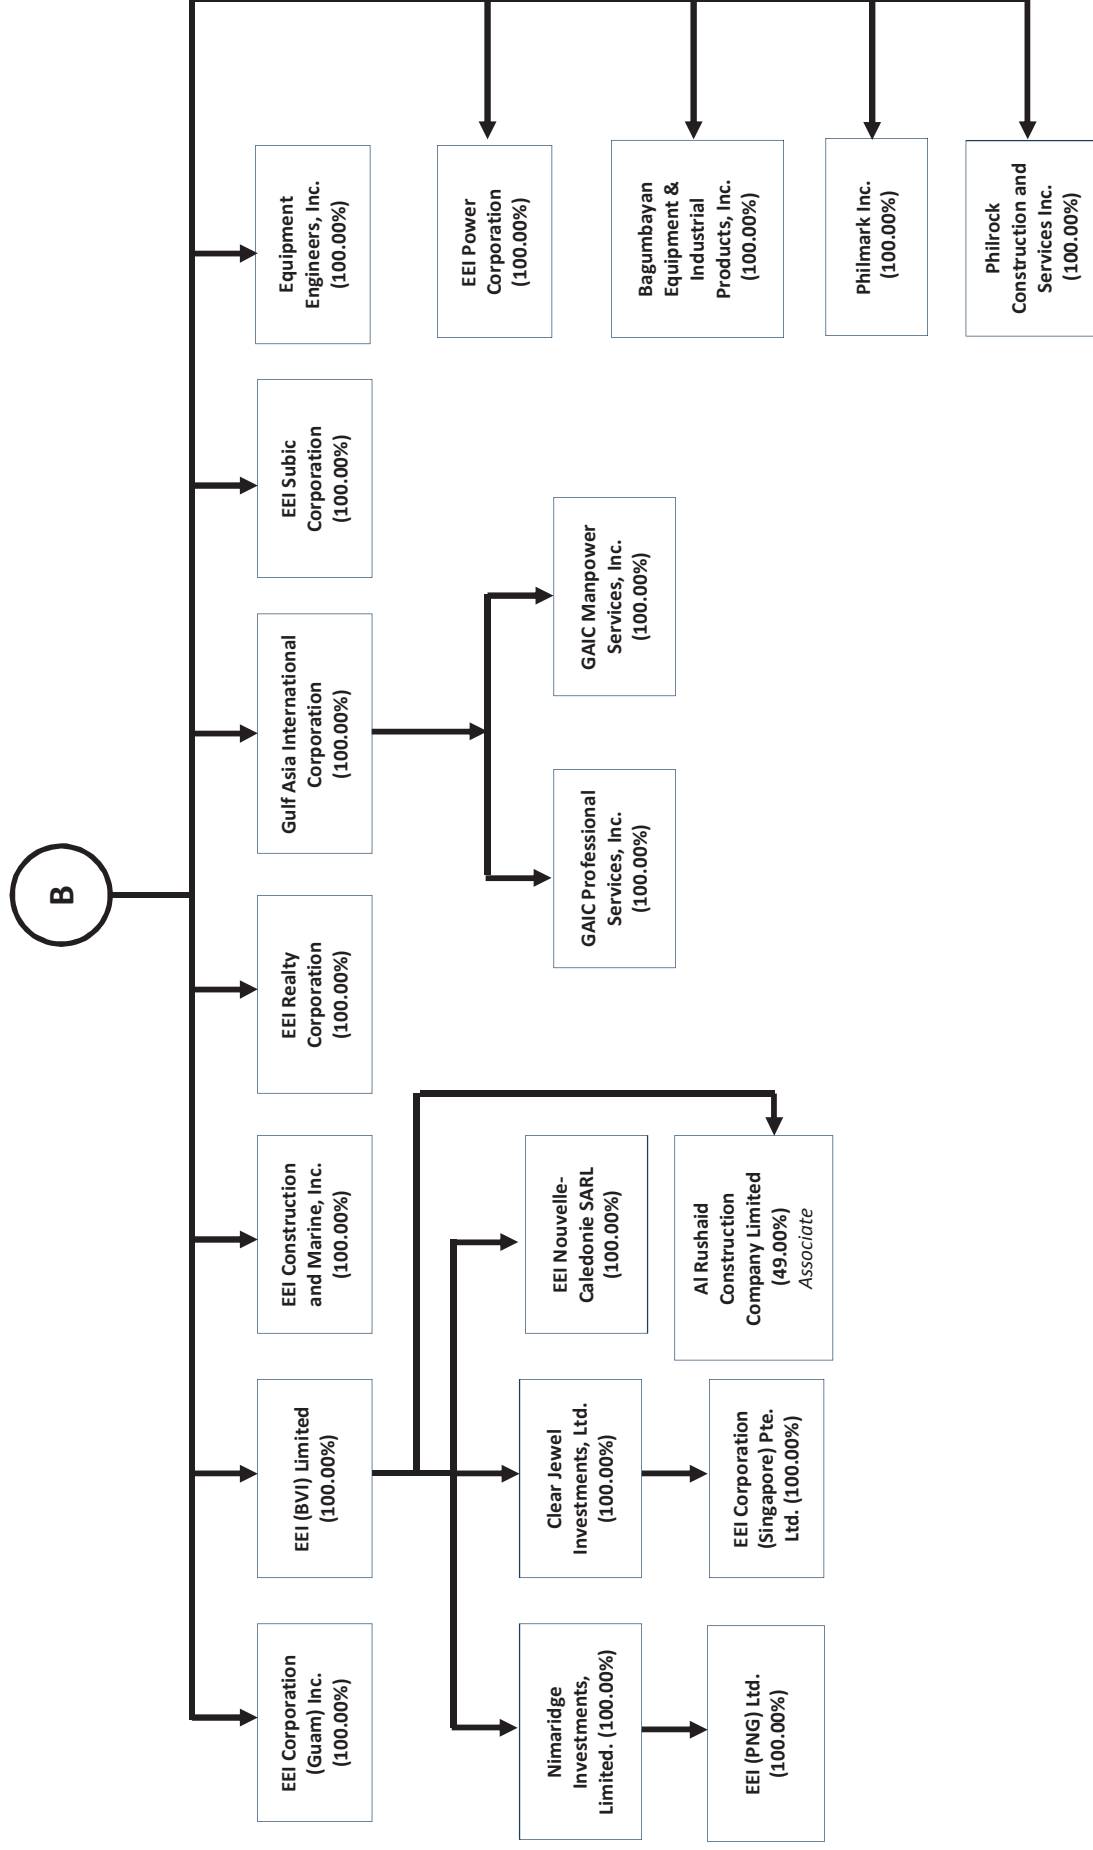 B
EEI Corporation
(Guam) Inc.
(100.00%)
EEI (BVI) Limited
(100.00%)
EEI Construction
and Marine, Inc.
(100.00%)
EEI Realty
Corporation
(100.00%)
Gulf Asia International
Corporation
(100.00%)
EEI Subic
Corporation
(100.00%)
Equipment
Engineers, Inc.
(100.00%)
EEI Power
Corporation
(100.00%)
Bagumbayan
Equipment &
Industrial
Products, Inc.
(100.00%)
Philmark Inc.
(100.00%)
Philrock
Construction and
Services Inc.
(100.00%)
Nimaridge
Investments,
Limited. (100.00%)
Clear Jewel
Investments, Ltd.
(100.00%)
EEI Nouvelle-
Caledonie SARL
(100.00%)
GAIC Professional
Services, Inc.
(100.00%)
GAIC Manpower
Services, Inc.
(100.00%)
EEI (PNG) Ltd.
(100.00%)
EEI Corporation
(Singapore) Pte.
Ltd. (100.00%)
Al Rushaid
Construction
Company Limited
(49.00%)
Associate